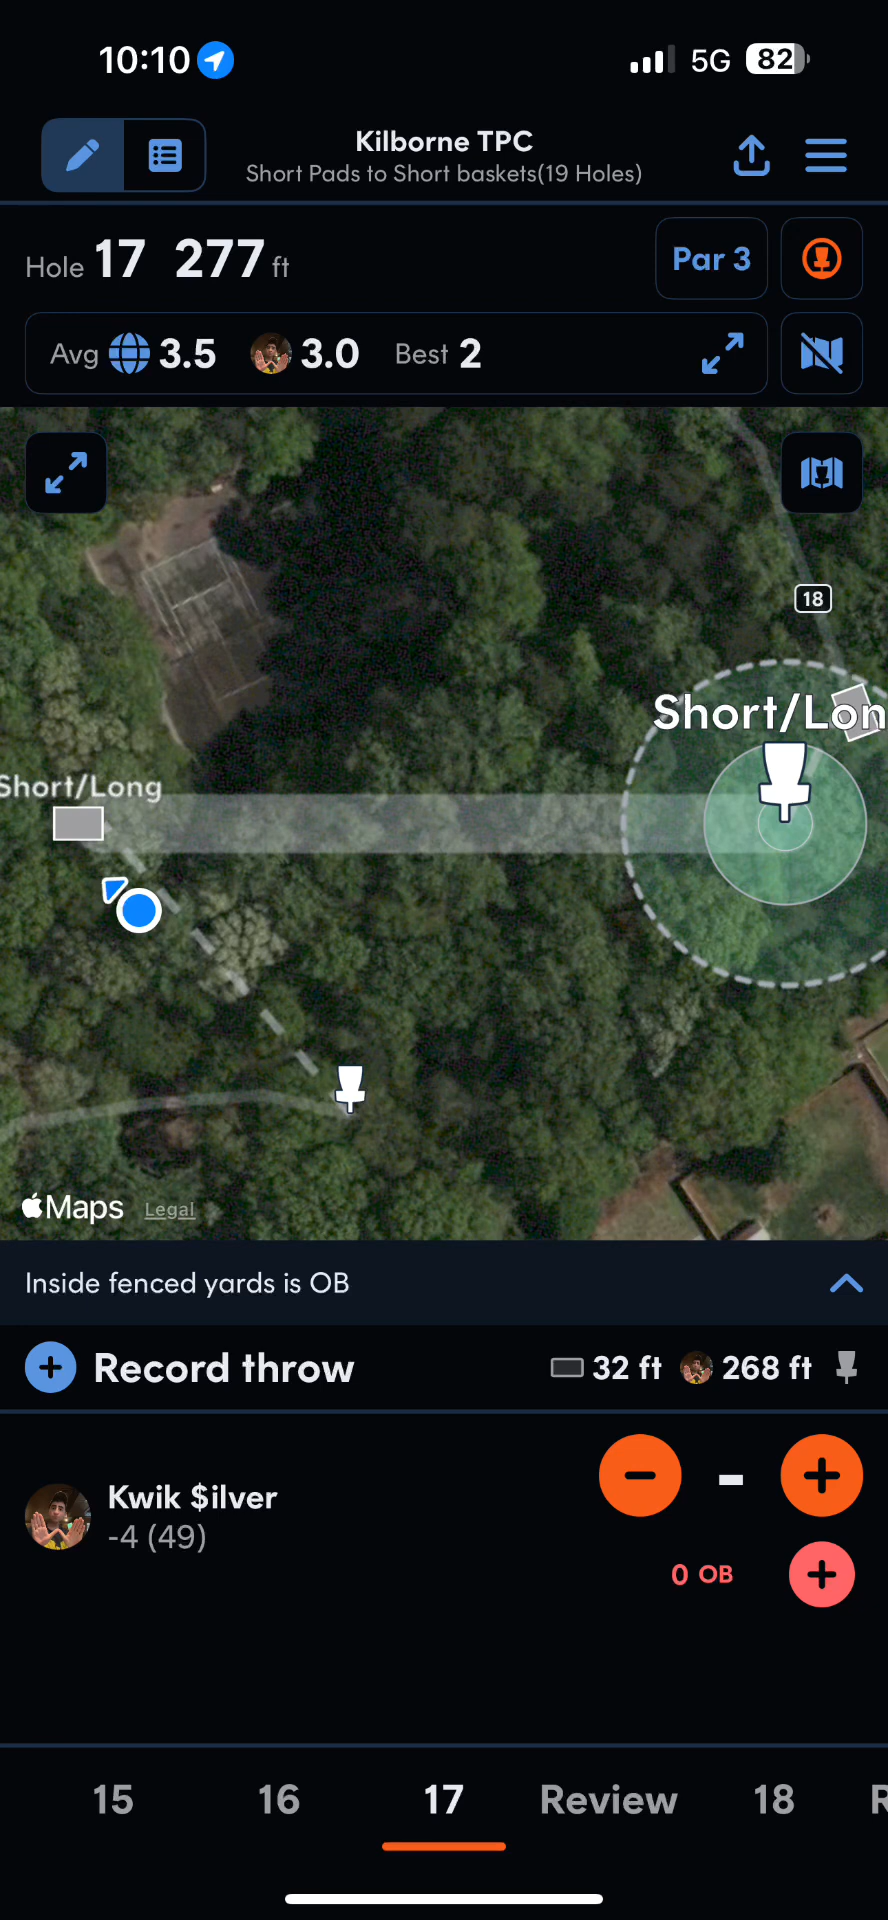 10:10
5G 82
Kilborne TPC
Short Pads to Short baskets(19 Holes)
Hole 17 277 ft
Par 3
Avg 3.5 3.0 Best 2
18
Short/Lon
Short/Long
Maps Legal
Inside fenced yards is OB
Record throw 32 ft 268 ft
Kwik $ilver
-4 (49)
-
0 OB
15 16 17 Review 18 R